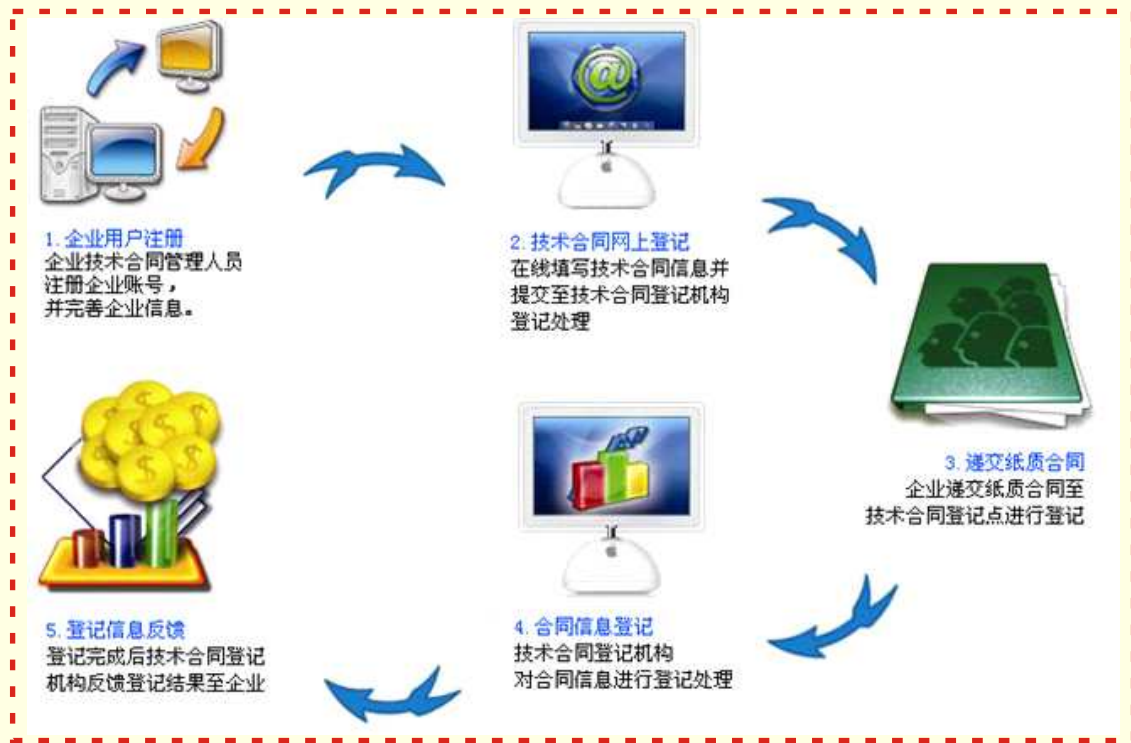 1. 企业用户注册
企业技术合同管理人员
注册企业账号，
并完善企业信息。
2. 技术合同网上登记
在线填写技术合同信息并
提交至技术合同登记机构
登记处理
3. 递交纸质合同
企业递交纸质合同至
技术合同登记点进行登记
4. 合同信息登记
技术合同登记机构
对合同信息进行登记处理
5. 登记信息反馈
登记完成后技术合同登记
机构反馈登记结果至企业